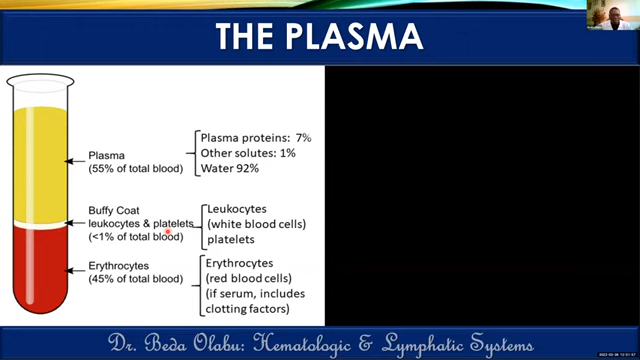 THE PLASMA
Plasma
(55% of total blood)
Plasma proteins: 7%
Other solutes: 1%
Water 92%
Buffy Coat
leukocytes & platelets
(<1% of total blood)
Leukocytes
(white blood cells)
platelets
Erythrocytes
(45% of total blood)
Erythrocytes
(red blood cells)
(if serum, includes
clotting factors)
Dr. Beda Olabu: Hematologic & Lymphatic Systems